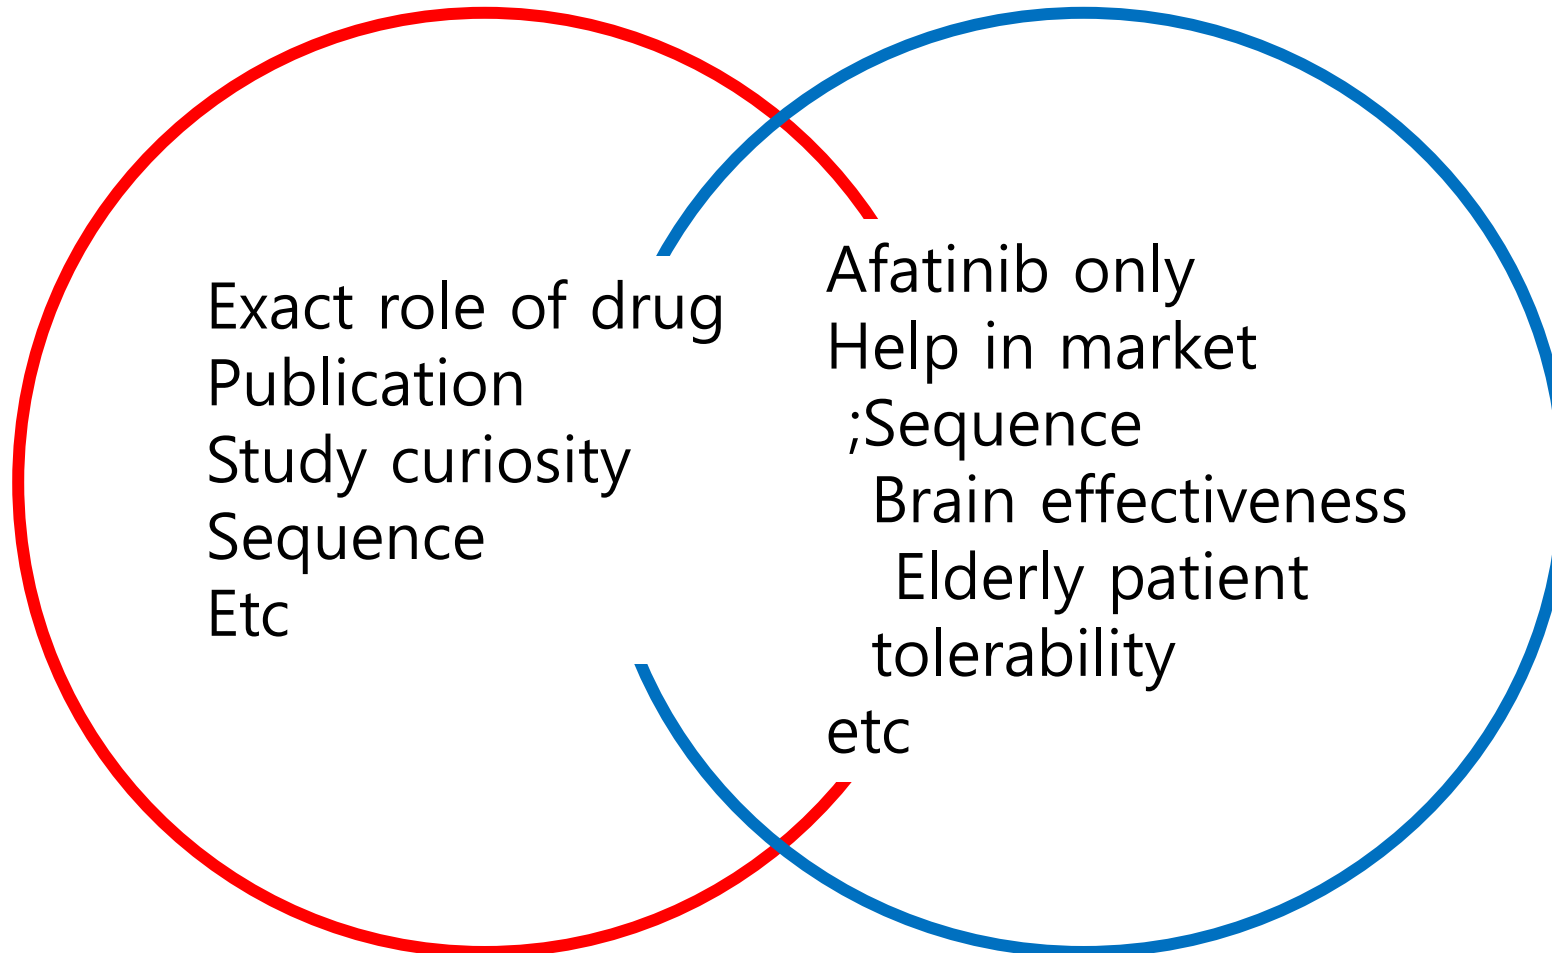 Exact role of drug
Publication
Study curiosity
Sequence
Etc
Afatinib only
Help in market
;Sequence
Brain effectiveness
Elderly patient
tolerability
etc